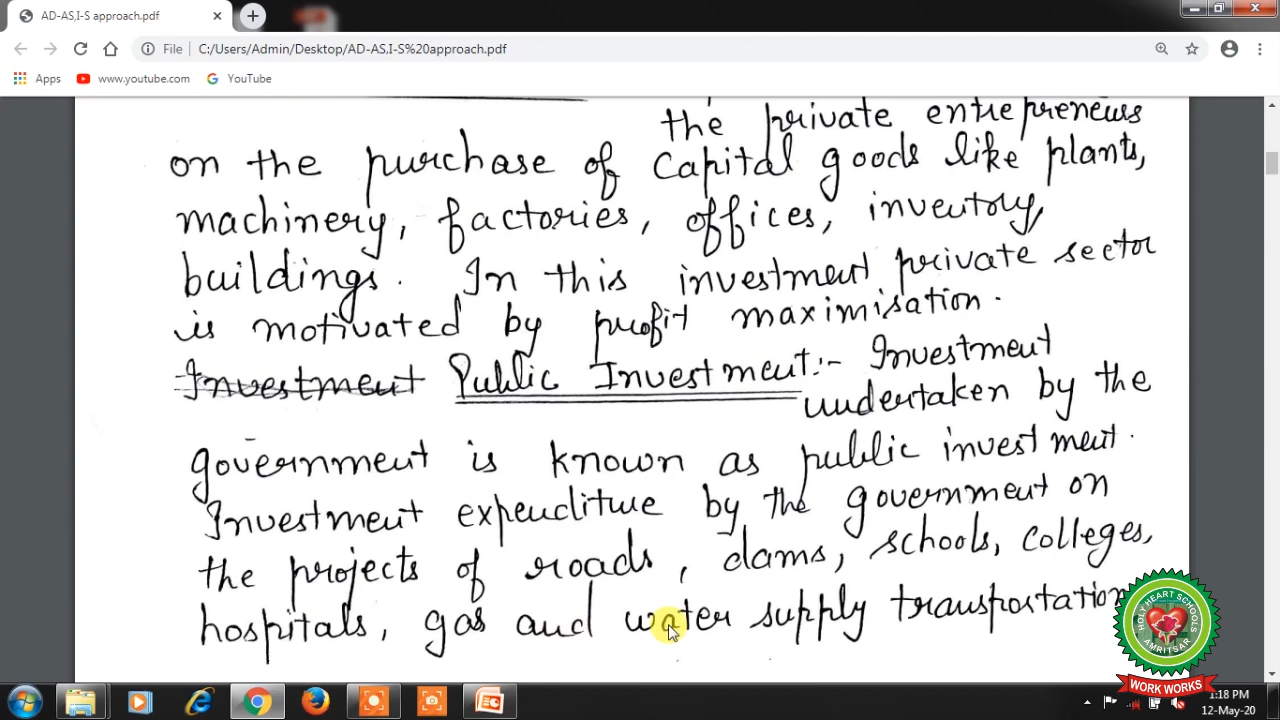 AD-AS,I-S approach.pdf
File C:/Users/Admin/Desktop/AD-AS,I-S%20approach.pdf
Apps www.youtube.com YouTube
the private entrepreneurs
on the purchase of capital goods like plants,
machinery, factories, offices, inventory,
buildings. In this investment private sector
is motivated by profit maximisation.
Investment Public Investment:- Investment
undertaken by the
government is known as public investment.
Investment expenditure by the government on
the projects of roads, dams, schools, colleges,
hospitals, gas and water supply transportation
HOLY HEART SCHOOLS
AMRITSAR
WORK WORKS
1:18 PM
12-May-20